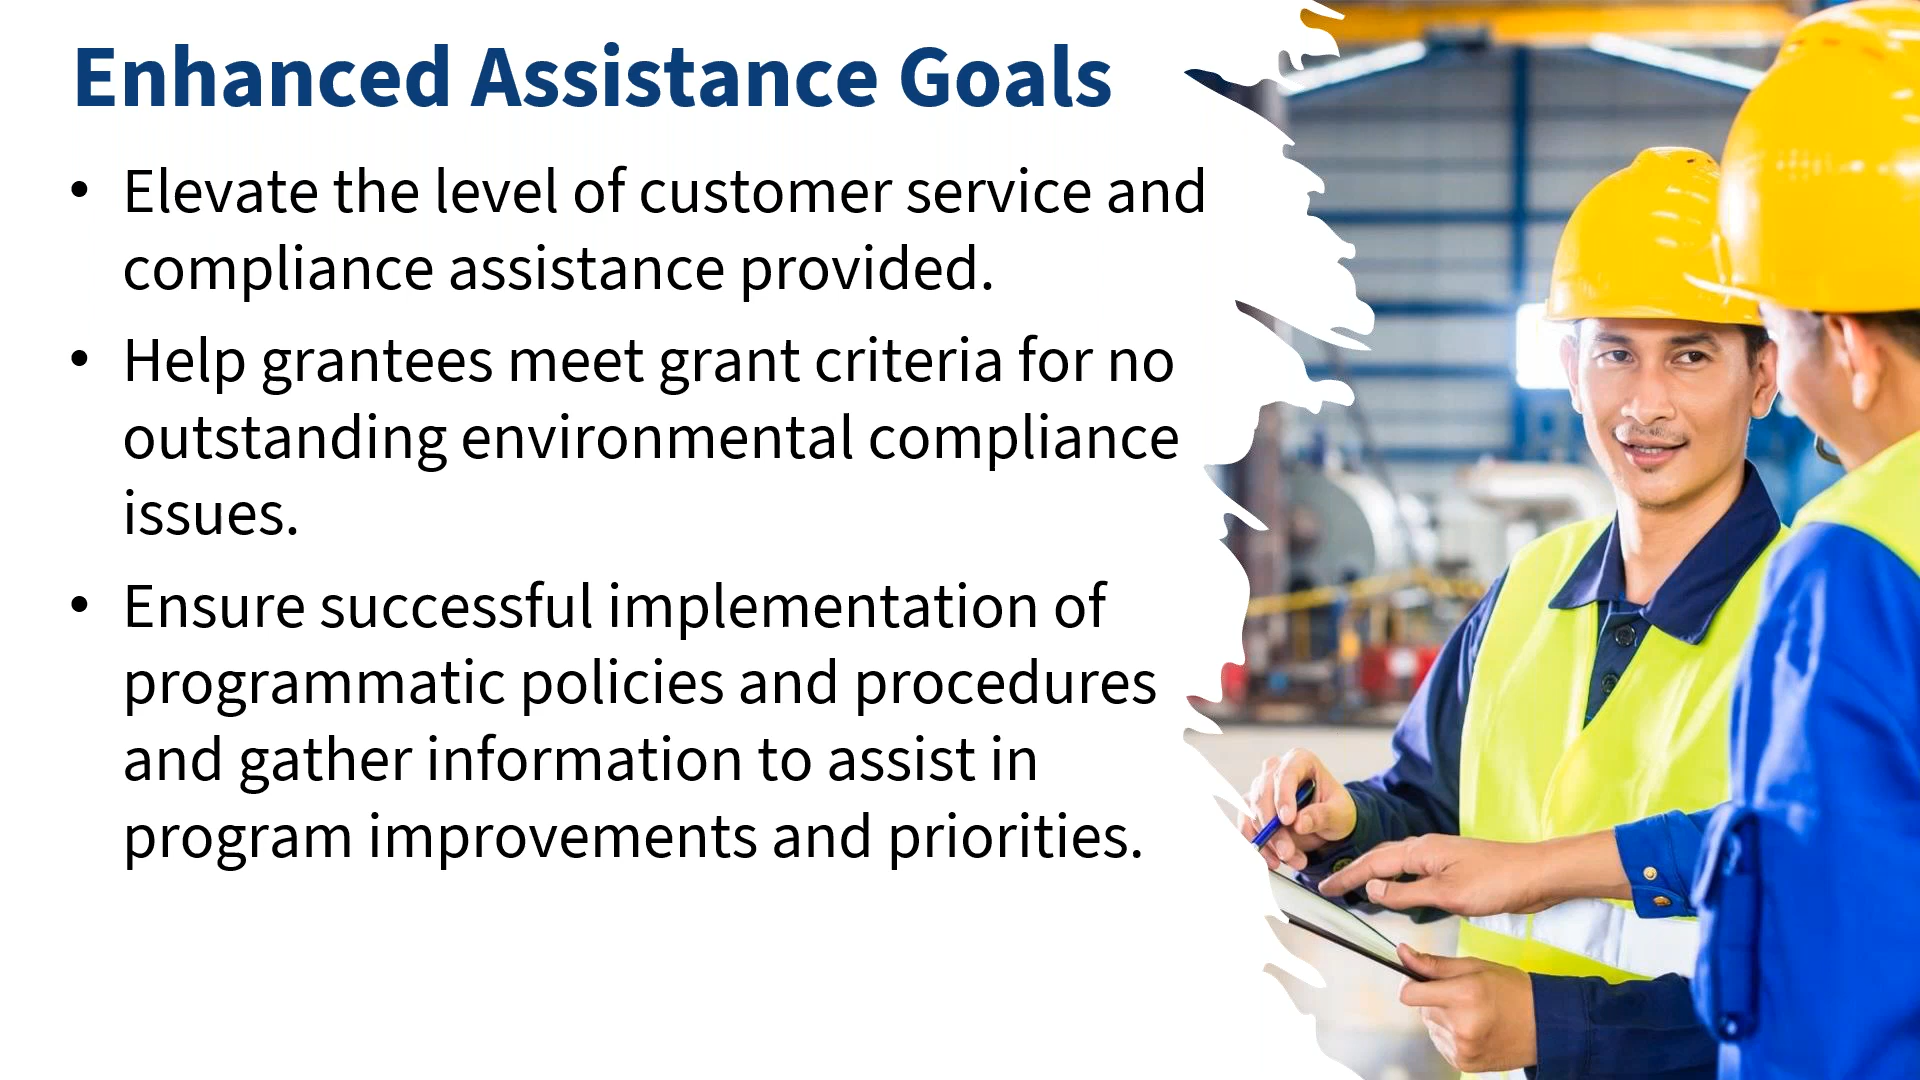 Enhanced Assistance Goals
• Elevate the level of customer service and
compliance assistance provided.
• Help grantees meet grant criteria for no
outstanding environmental compliance
issues.
• Ensure successful implementation of
programmatic policies and procedures
and gather information to assist in
program improvements and priorities.